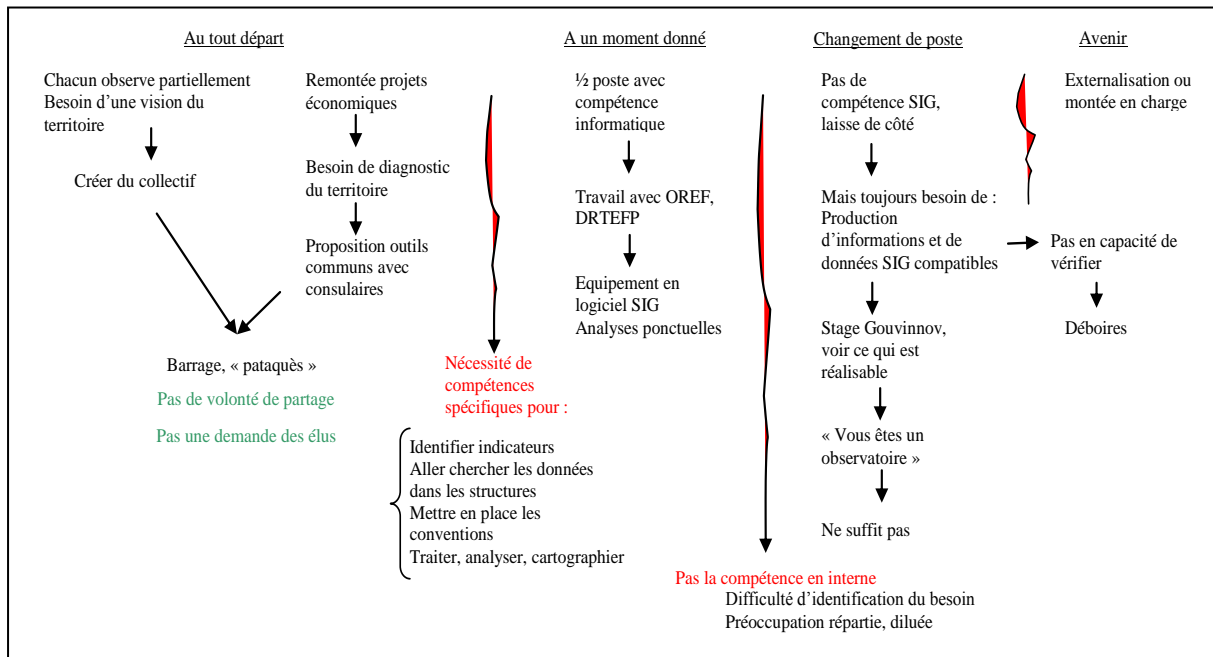 Au tout départ
Chacun observe partiellement
Besoin d'une vision du
territoire
Créer du collectif
Remontée projets
économiques
Besoin de diagnostic
du territoire
Proposition outils
communs avec
consulaires
Barrage, « pataquès »
Pas de volonté de partage
Pas une demande des élus
Nécessité de
compétences
spécifiques pour :
Identifier indicateurs
Aller chercher les données
dans les structures
Mettre en place les
conventions
Traiter, analyser, cartographier
A un moment donné
½ poste avec
compétence
informatique
Travail avec OREF,
DRTEFP
Equipement en
logiciel SIG
Analyses ponctuelles
Pas la compétence en interne
Difficulté d'identification du besoin
Préoccupation répartie, diluée
Changement de poste
Pas de
compétence SIG,
laisse de côté
Mais toujours besoin de :
Production
d'informations et de
données SIG compatibles
Stage Gouvinnov,
voir ce qui est
réalisable
« Vous êtes un
observatoire »
Ne suffit pas
Avenir
Externalisation ou
montée en charge
Pas en capacité de
vérifier
Déboires